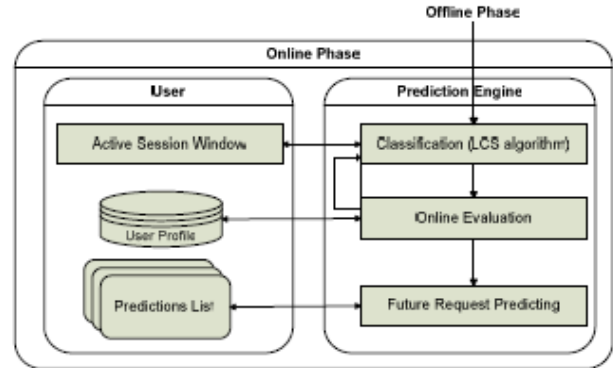 Offline Phase
Online Phase
User
Prediction Engine
Active Session Window
Classification (LCS algorithm)
User Profile
Online Evaluation
Predictions List
Future Request Predicting